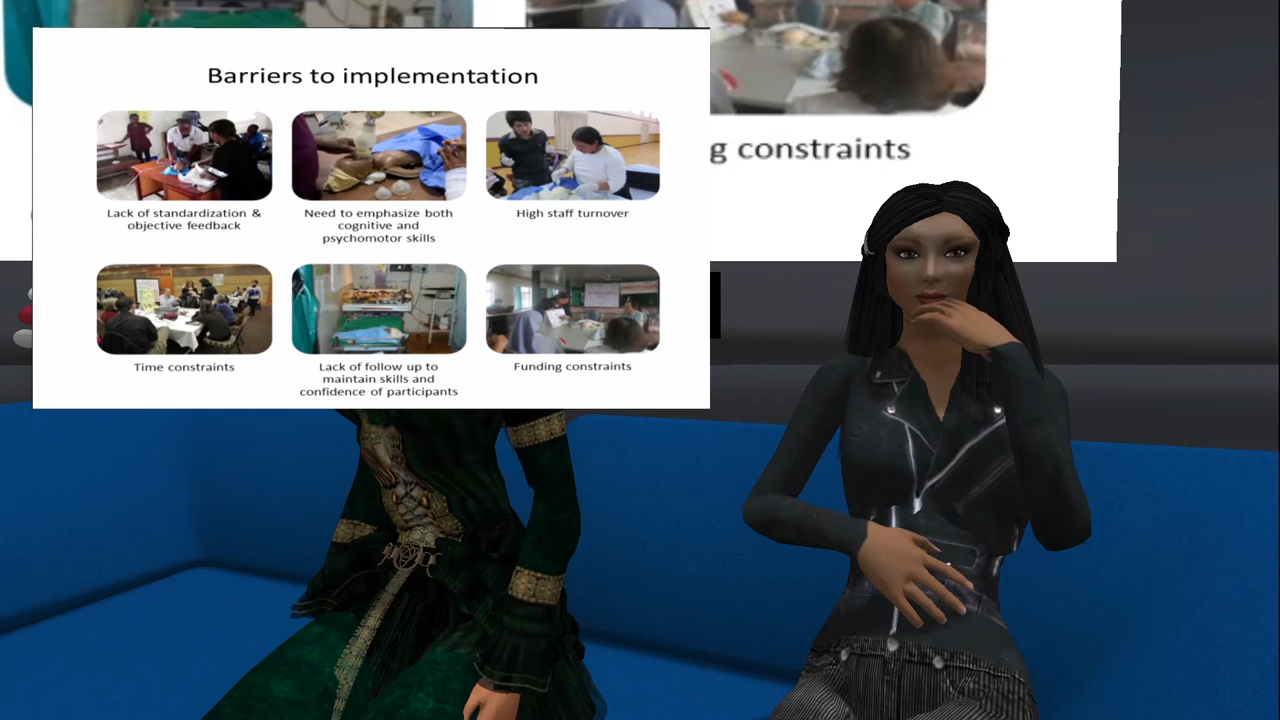 Barriers to implementation
Lack of standardization &
objective feedback
Need to emphasize both
cognitive and
psychomotor skills
High staff turnover
Time constraints
Lack of follow up to
maintain skills and
confidence of participants
Funding constraints
g constraints